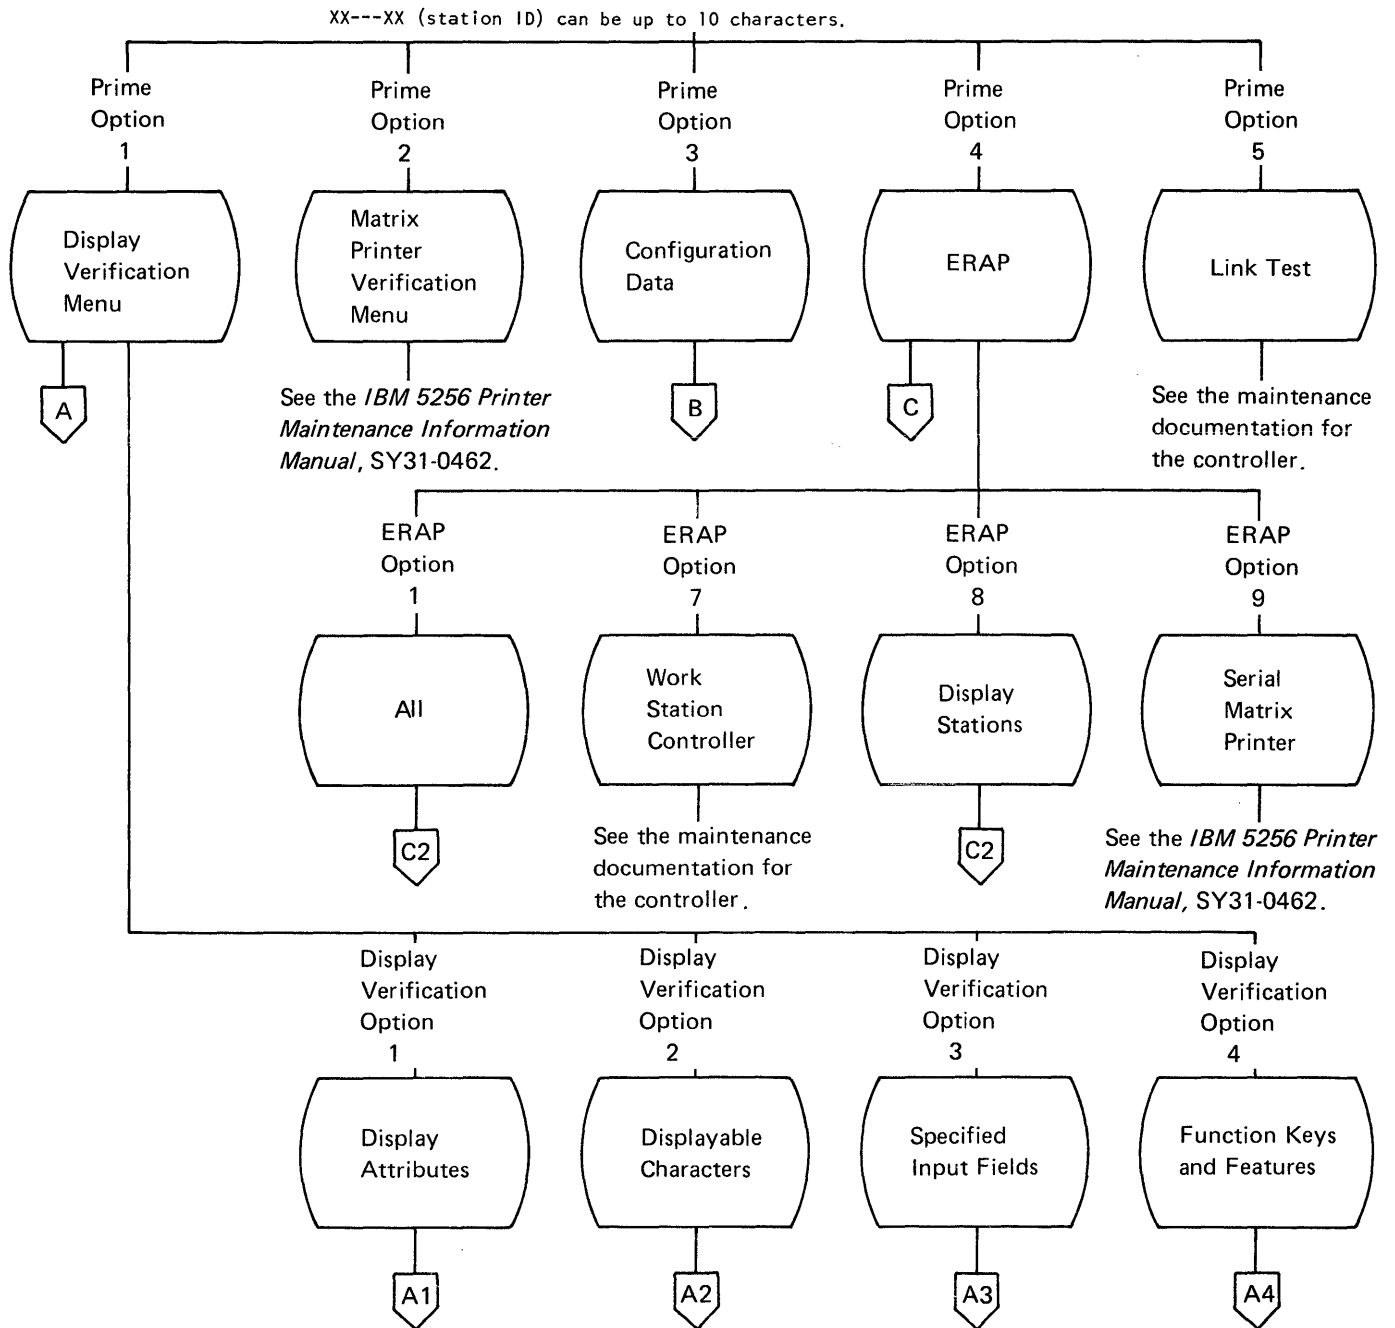 XX---XX (station ID) can be up to 10 characters.
Prime
Option
1
Prime
Option
2
Prime
Option
3
Prime
Option
4
Prime
Option
5
Display
Verification
Menu
Matrix
Printer
Verification
Menu
Configuration
Data
ERAP
Link Test
A
See the IBM 5256 Printer
Maintenance Information
Manual, SY31-0462.
B
C
See the maintenance
documentation for
the controller.
ERAP
Option
1
ERAP
Option
7
ERAP
Option
8
ERAP
Option
9
All
Work
Station
Controller
Display
Stations
Serial
Matrix
Printer
C2
See the maintenance
documentation for
the controller.
C2
See the IBM 5256 Printer
Maintenance Information
Manual, SY31-0462.
Display
Verification
Option
1
Display
Verification
Option
2
Display
Verification
Option
3
Display
Verification
Option
4
Display
Attributes
Displayable
Characters
Specified
Input Fields
Function Keys
and Features
A1
A2
A3
A4